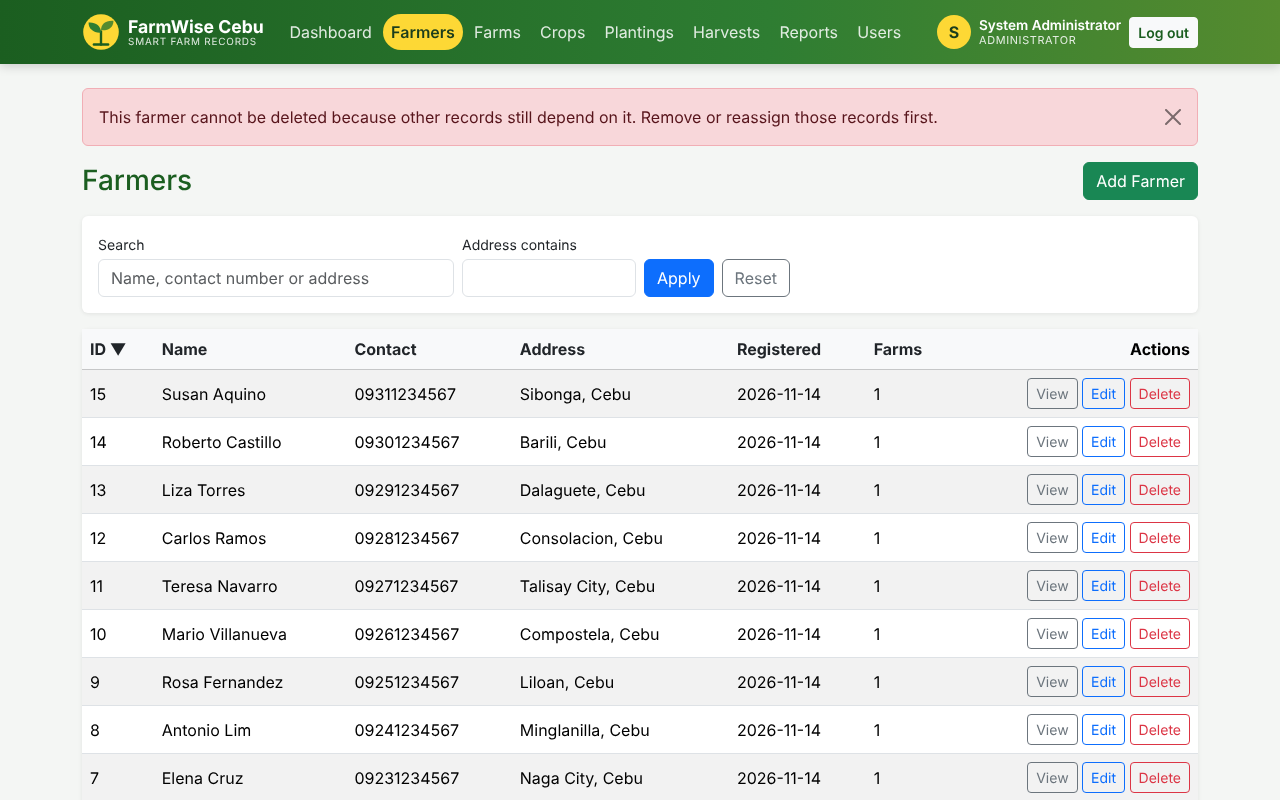 FarmWise Cebu
SMART FARM RECORDS
Dashboard Farmers Farms Crops Plantings Harvests Reports Users
S
System Administrator
ADMINISTRATOR
Log out
This farmer cannot be deleted because other records still depend on it. Remove or reassign those records first.
Farmers
Add Farmer
Search
Address contains
Name, contact number or address
Apply
Reset
ID ▼ Name Contact Address Registered Farms Actions
15 Susan Aquino 09311234567 Sibonga, Cebu 2026-11-14 1 View Edit Delete
14 Roberto Castillo 09301234567 Barili, Cebu 2026-11-14 1 View Edit Delete
13 Liza Torres 09291234567 Dalaguete, Cebu 2026-11-14 1 View Edit Delete
12 Carlos Ramos 09281234567 Consolacion, Cebu 2026-11-14 1 View Edit Delete
11 Teresa Navarro 09271234567 Talisay City, Cebu 2026-11-14 1 View Edit Delete
10 Mario Villanueva 09261234567 Compostela, Cebu 2026-11-14 1 View Edit Delete
9 Rosa Fernandez 09251234567 Liloan, Cebu 2026-11-14 1 View Edit Delete
8 Antonio Lim 09241234567 Minglanilla, Cebu 2026-11-14 1 View Edit Delete
7 Elena Cruz 09231234567 Naga City, Cebu 2026-11-14 1 View Edit Delete